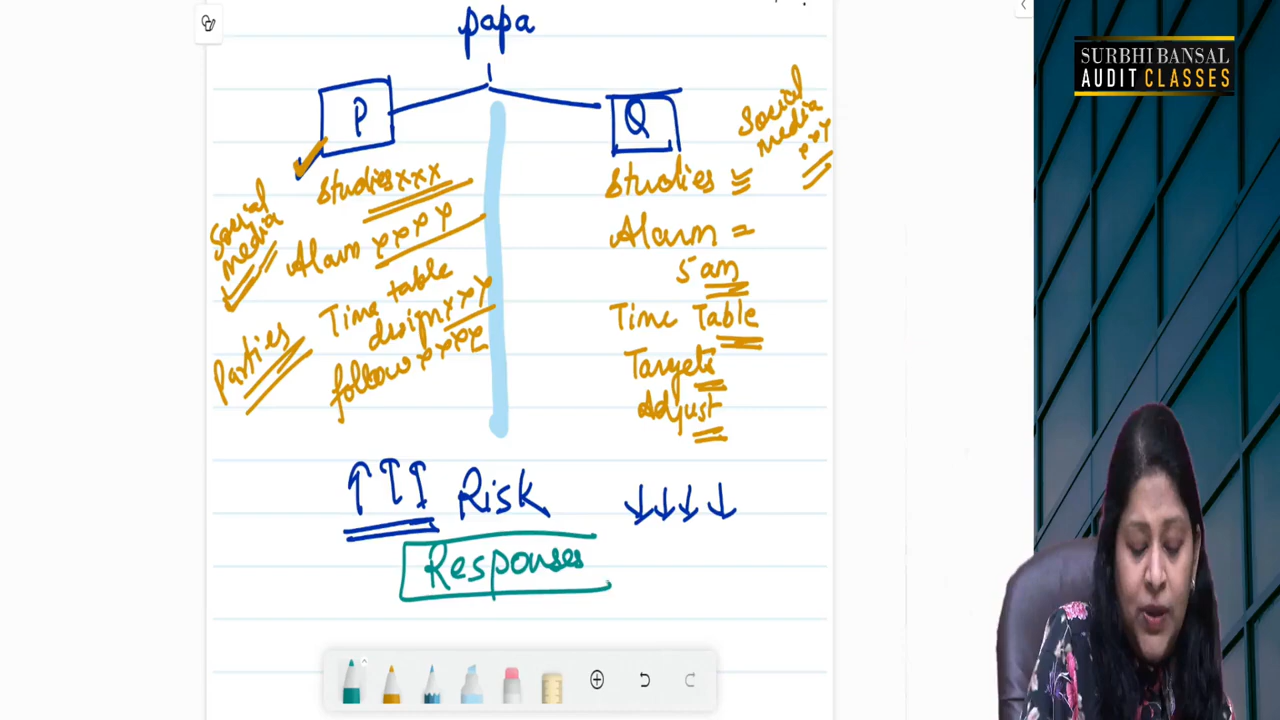 papa
SURBHI BANSAL
AUDIT CLASSES
P
Q
Social
media
xxx
Studies xxx
Studies
Social
media
Alarm xxxx
Alarm =
5 am
Time table
design xxx
follow xxxx
Parties
Time Table
Targets
Adjust
↑↑↑ Risk ↓↓↓↓
Responses